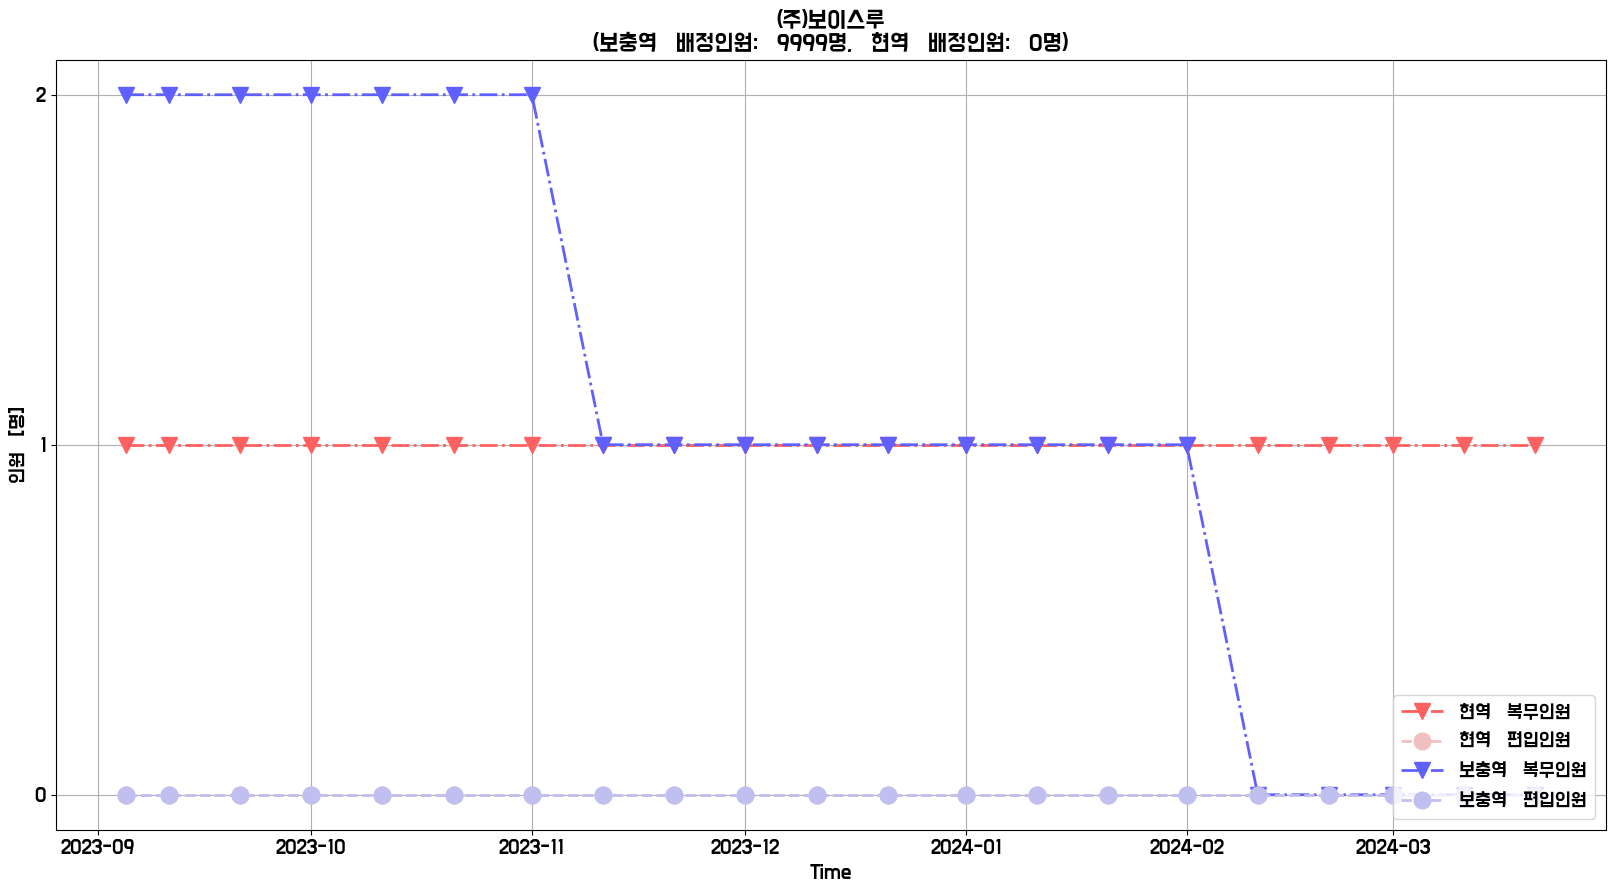 (주)보이스루
(보충역 배정인원: 9999명, 현역 배정인원: 0명)
인원 [명]
2
1
0
2023-09 2023-10 2023-11 2023-12 2024-01 2024-02 2024-03
Time
현역 복무인원
현역 편입인원
보충역 복무인원
보충역 편입인원